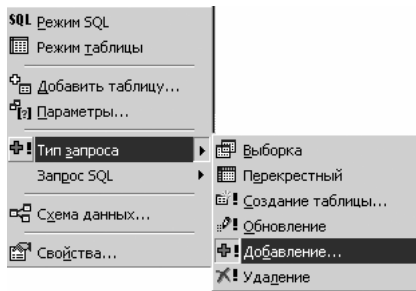 SQL Режим SQL
Режим таблицы
Добавить таблицу...
Параметры...
Тип запроса
Запрос SQL
Схема данных...
Свойства...
Выборка
Перекрестный
Создание таблицы...
Обновление
Добавление...
Удаление